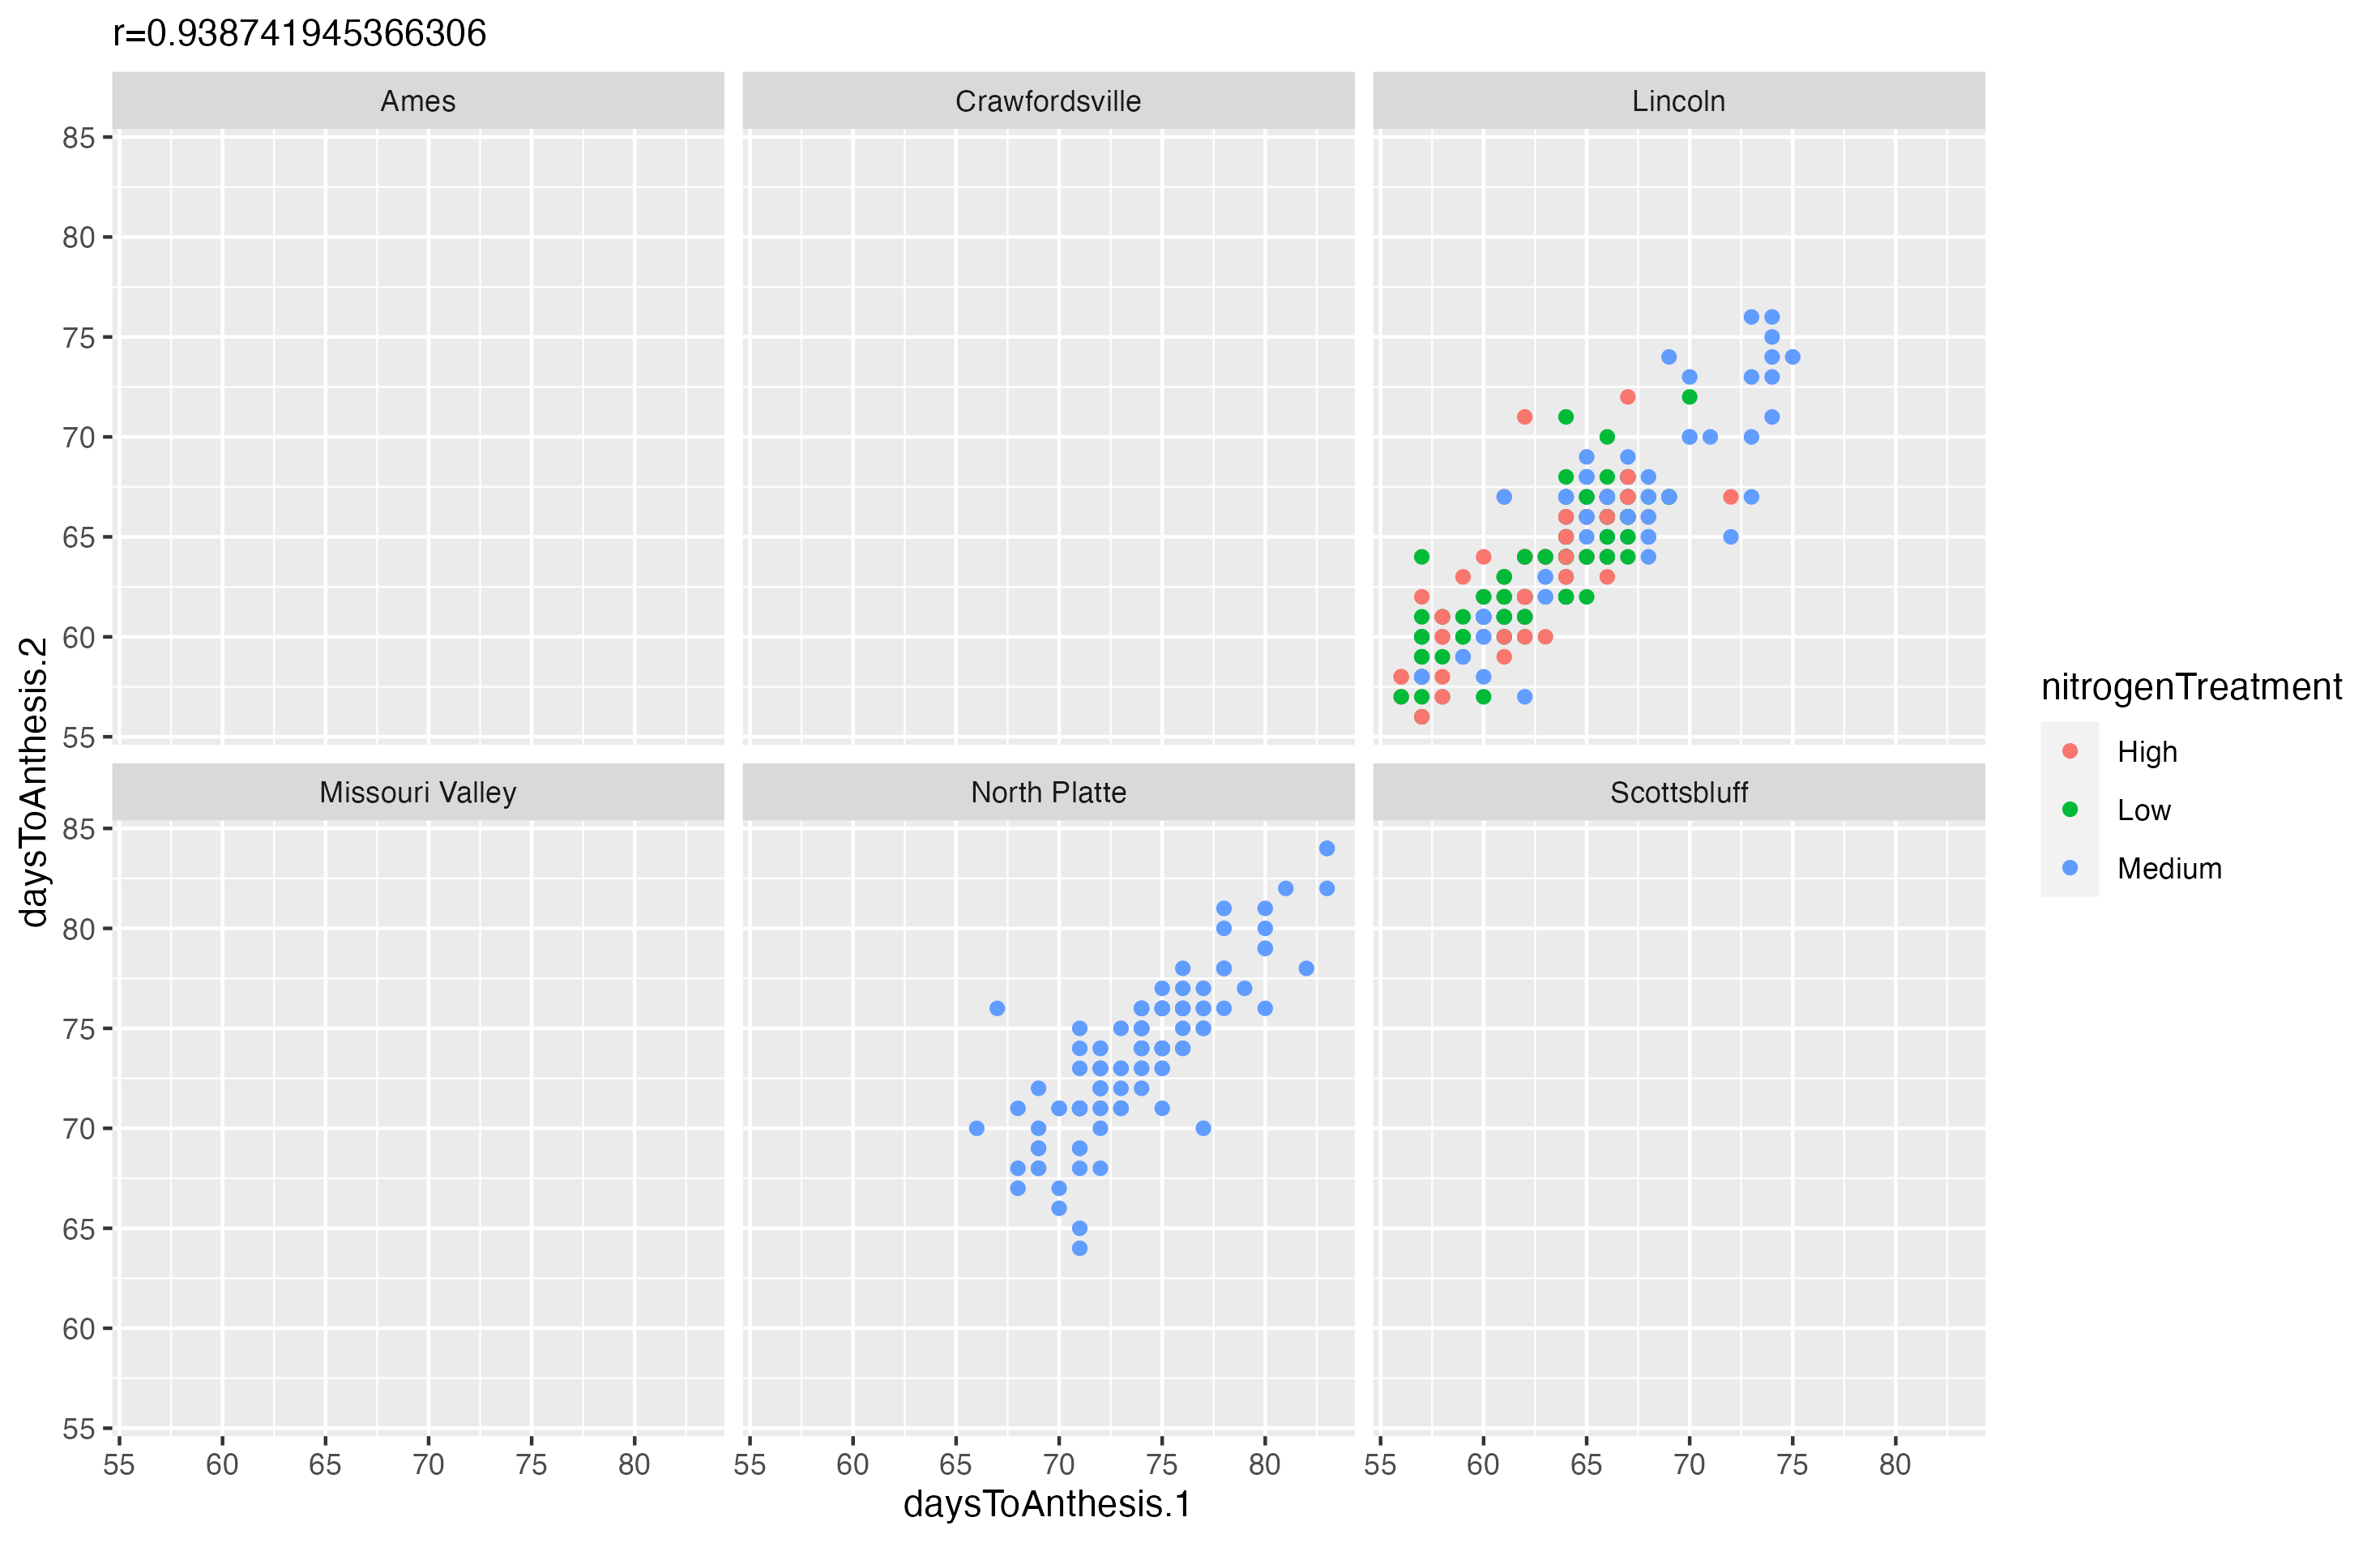 r=0.938741945366306
Ames
Crawfordsville
Lincoln
85
80
75
70
65
60
55
daysToAnthesis.2
Missouri Valley
North Platte
Scottsbluff
85
80
75
70
65
60
55
55 60 65 70 75 80
55 60 65 70 75 80
55 60 65 70 75 80
daysToAnthesis.1
nitrogenTreatment
High
Low
Medium